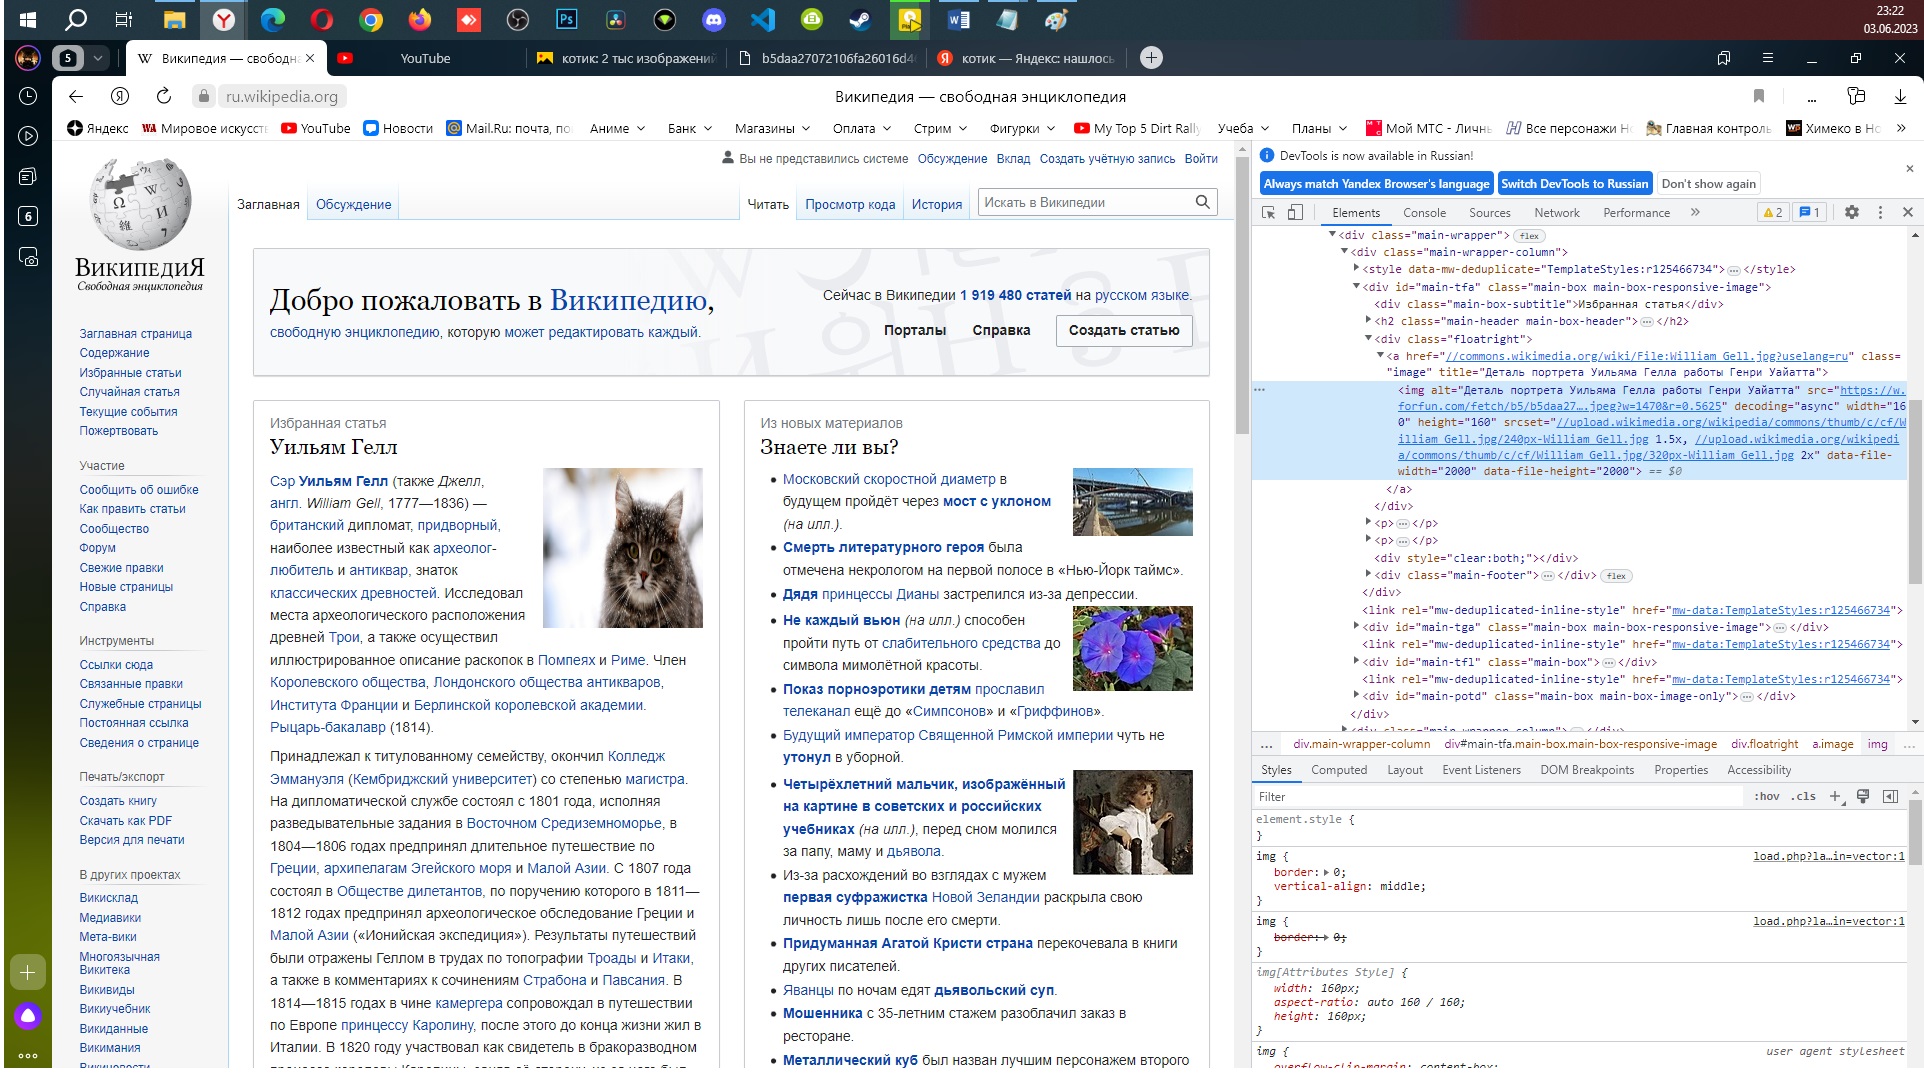 23:22
03.06.2023
5
Википедия — свободна
YouTube
котик: 2 тыс изображений
b5daa27072106fa26016d4
котик — Яндекс: нашлось
ru.wikipedia.org
Википедия — свободная энциклопедия
Яндекс
Мировое искусст
YouTube
Новости
Mail.Ru: почта, по
Аниме
Банк
Магазины
Оплата
Стрим
Фигурки
My Top 5 Dirt Rally
Учеба
Планы
Мой МТС - Личн
Все персонажи Но
Главная контроль
Химеко в Но
6
ВикипедиЯ
Свободная энциклопедия
Заглавная страница
Содержание
Избранные статьи
Случайная статья
Текущие события
Пожертвовать
Участие
Сообщить об ошибке
Как править статьи
Сообщество
Форум
Свежие правки
Новые страницы
Справка
Инструменты
Ссылки сюда
Связанные правки
Служебные страницы
Постоянная ссылка
Сведения о странице
Печать/экспорт
Создать книгу
Скачать как PDF
Версия для печати
В других проектах
Викисклад
Медиавики
Мета-вики
Многоязычная
Викитека
Викивиды
Викиучебник
Викиданные
Викимания
Викиновости
Вы не представились системе Обсуждение Вклад Создать учётную запись Войти
Заглавная Обсуждение
Читать Просмотр кода История
Искать в Википедии
Добро пожаловать в Википедию,
свободную энциклопедию, которую может редактировать каждый.
Сейчас в Википедии 1 919 480 статей на русском языке.
Порталы Справка Создать статью
Избранная статья
Уильям Гелл
Сэр Уильям Гелл (также Джелл,
англ. William Gell, 1777—1836) —
британский дипломат, придворный,
наиболее известный как археолог-
любитель и антиквар, знаток
классических древностей. Исследовал
места археологического расположения
древней Трои, а также осуществил
иллюстрированное описание раскопок в Помпеях и Риме. Член
Королевского общества, Лондонского общества антикваров,
Института Франции и Берлинской королевской академии.
Рыцарь-бакалавр (1814).
Принадлежал к титулованному семейству, окончил Колледж
Эммануэля (Кембриджский университет) со степенью магистра.
На дипломатической службе состоял с 1801 года, исполняя
разведывательные задания в Восточном Средиземноморье, в
1804—1806 годах предпринял длительное путешествие по
Греции, архипелагам Эгейского моря и Малой Азии. С 1807 года
состоял в Обществе дилетантов, по поручению которого в 1811—
1812 годах предпринял археологическое обследование Греции и
Малой Азии («Ионийская экспедиция»). Результаты путешествий
были отражены Геллом в трудах по топографии Троады и Итаки,
а также в комментариях к сочинениям Страбона и Павсания. В
1814—1815 годах в чине камергера сопровождал в путешествии
по Европе принцессу Каролину, после этого до конца жизни жил в
Италии. В 1820 году участвовал как свидетель в бракоразводном
Из новых материалов
Знаете ли вы?
Московский скоростной диаметр в
будущем пройдёт через мост с уклоном
(на илл.).
Смерть литературного героя была
отмечена некрологом на первой полосе в «Нью-Йорк таймс».
Дядя принцессы Дианы застрелился из-за депрессии.
Не каждый вьюн (на илл.) способен
пройти путь от слабительного средства до
символа мимолётной красоты.
Показ порноэротики детям прославил
телеканал ещё до «Симпсонов» и «Гриффинов».
Будущий император Священной Римской империи чуть не
утонул в уборной.
Четырёхлетний мальчик, изображённый
на картине в советских и российских
учебниках (на илл.), перед сном молился
за папу, маму и дьявола.
Из-за расхождений во взглядах с мужем
первая суфражистка Новой Зеландии раскрыла свою
личность лишь после его смерти.
Придуманная Агатой Кристи страна перекочевала в книги
других писателей.
Яванцы по ночам едят дьявольский суп.
Мошенника с 35-летним стажем разоблачил заказ в
ресторане.
Металлический куб был назван лучшим персонажем второго
DevTools is now available in Russian!
Always match Yandex Browser's language
Switch DevTools to Russian
Don't show again
Elements Console Sources Network Performance » 2 1
<div class="main-wrapper"> flex
<div class="main-wrapper-column">
<style data-mw-deduplicate="TemplateStyles:r125466734"> … </style>
<div id="main-tfa" class="main-box main-box-responsive-image">
<div class="main-box-subtitle">Избранная статья</div>
<h2 class="main-header main-box-header"> … </h2>
<div class="floatright">
<a href="//commons.wikimedia.org/wiki/File:William_Gell.jpg?uselang=ru" class=
"image" title="Деталь портрета Уильяма Гелла работы Генри Уайатта">
<img alt="Деталь портрета Уильяма Гелла работы Генри Уайатта" src="https://w.
forfun.com/fetch/b5/b5daa27….jpeg?w=1470&r=0.5625" decoding="async" width="16
0" height="160" srcset="//upload.wikimedia.org/wikipedia/commons/thumb/c/cf/W
illiam_Gell.jpg/240px-William_Gell.jpg 1.5x, //upload.wikimedia.org/wikipedi
a/commons/thumb/c/cf/William_Gell.jpg/320px-William_Gell.jpg 2x" data-file-
width="2000" data-file-height="2000"> == $0
</a>
</div>
<p> … </p>
<p> … </p>
<div style="clear:both;"></div>
<div class="main-footer"> … </div> flex
</div>
<link rel="mw-deduplicated-inline-style" href="mw-data:TemplateStyles:r125466734">
<div id="main-tga" class="main-box main-box-responsive-image"> … </div>
<link rel="mw-deduplicated-inline-style" href="mw-data:TemplateStyles:r125466734">
<div id="main-tfl" class="main-box"> … </div>
<link rel="mw-deduplicated-inline-style" href="mw-data:TemplateStyles:r125466734">
<div id="main-potd" class="main-box main-box-image-only"> … </div>
</div>
… div.main-wrapper-column div#main-tfa.main-box.main-box-responsive-image div.floatright a.image img …
Styles Computed Layout Event Listeners DOM Breakpoints Properties Accessibility
Filter :hov .cls +
element.style {
}
img { load.php?la…in=vector:1
border: 0;
vertical-align: middle;
}
img { load.php?la…in=vector:1
border: 0;
}
img[Attributes Style] {
width: 160px;
aspect-ratio: auto 160 / 160;
height: 160px;
}
img { user agent stylesheet
overflow-clip-margin: content-box;